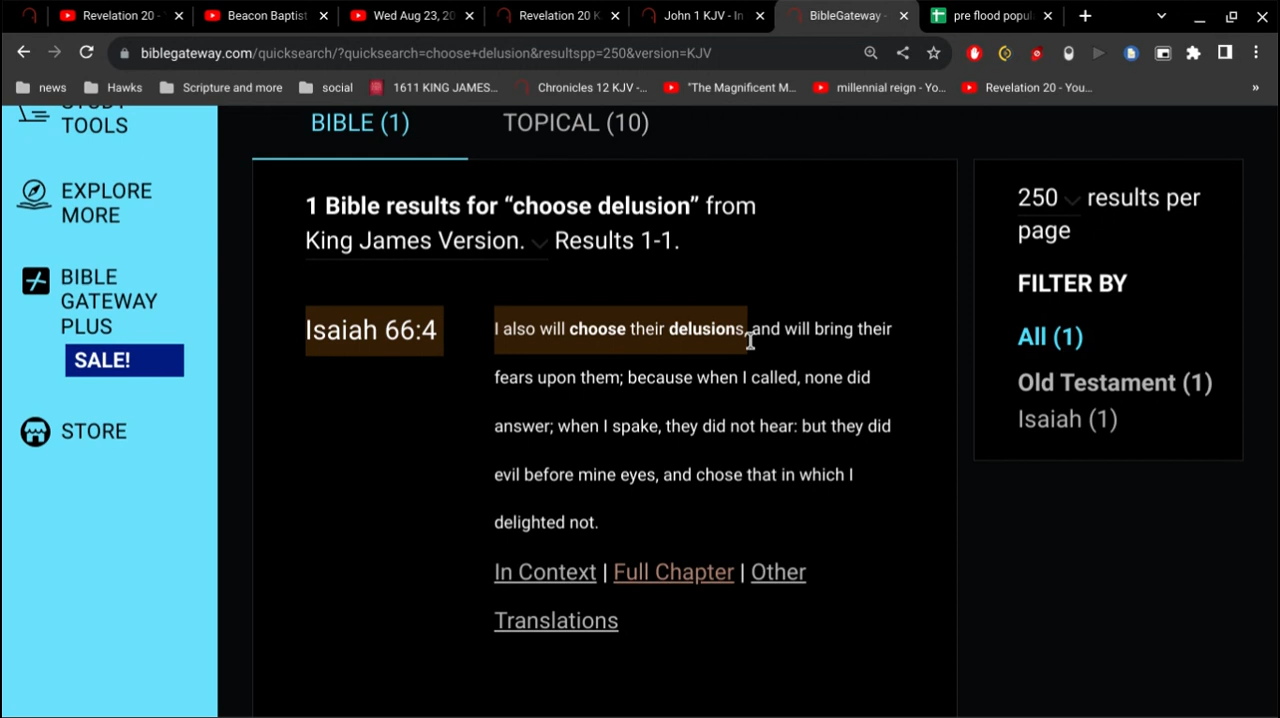 Revelation 20 -
Beacon Baptist
Wed Aug 23, 20
Revelation 20 K
John 1 KJV - In
BibleGateway -
pre flood popul
biblegateway.com/quicksearch/?quicksearch=choose+delusion&resultspp=250&version=KJV
news
Hawks
Scripture and more
social
1611 KING JAMES...
Chronicles 12 KJV -...
"The Magnificent M...
millennial reign - Yo...
Revelation 20 - You...
»
TOOLS
EXPLORE
MORE
BIBLE
GATEWAY
PLUS
SALE!
STORE
BIBLE (1)
TOPICAL (10)
1 Bible results for “choose delusion” from
King James Version. Results 1-1.
Isaiah 66:4
I also will choose their delusions, and will bring their
fears upon them; because when I called, none did
answer; when I spake, they did not hear: but they did
evil before mine eyes, and chose that in which I
delighted not.
In Context | Full Chapter | Other
Translations
250 results per
page
FILTER BY
All (1)
Old Testament (1)
Isaiah (1)